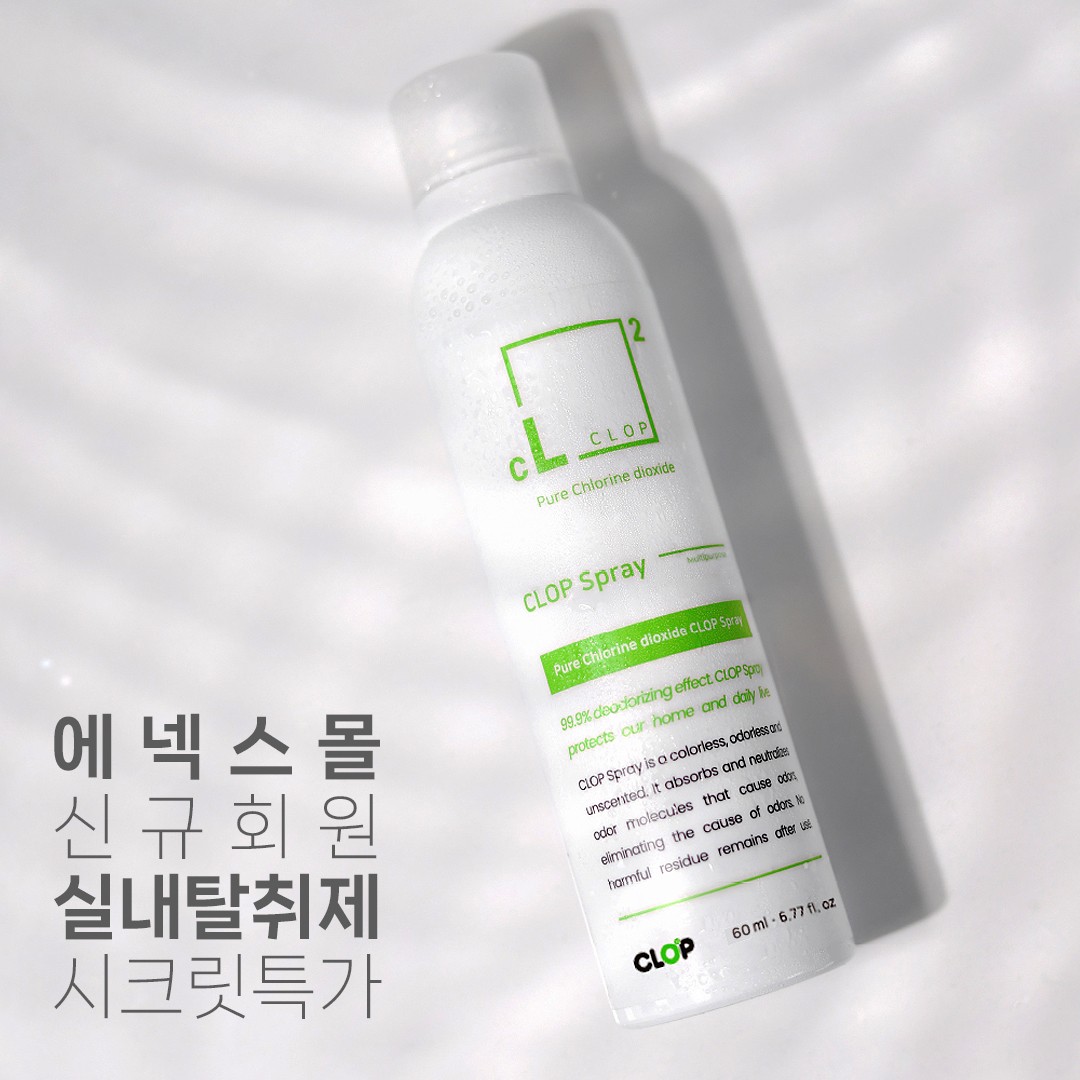 2
cL CLOP
Pure Chlorine dioxide
CLOP Spray
Pure Chlorine dioxide CLOP Spray
99.9% deodorizing effect. CLOP Spray
protects our home and daily live
CLOP Spray is a colorless, odorless and
unscented. It absorbs and neutralizes
odor molecules that cause odors,
eliminating the cause of odors. No
harmful residue remains after use
CLOP
60 ml - 6.77 fl. oz
에넥스몰
신규회원
실내탈취제
시크릿특가